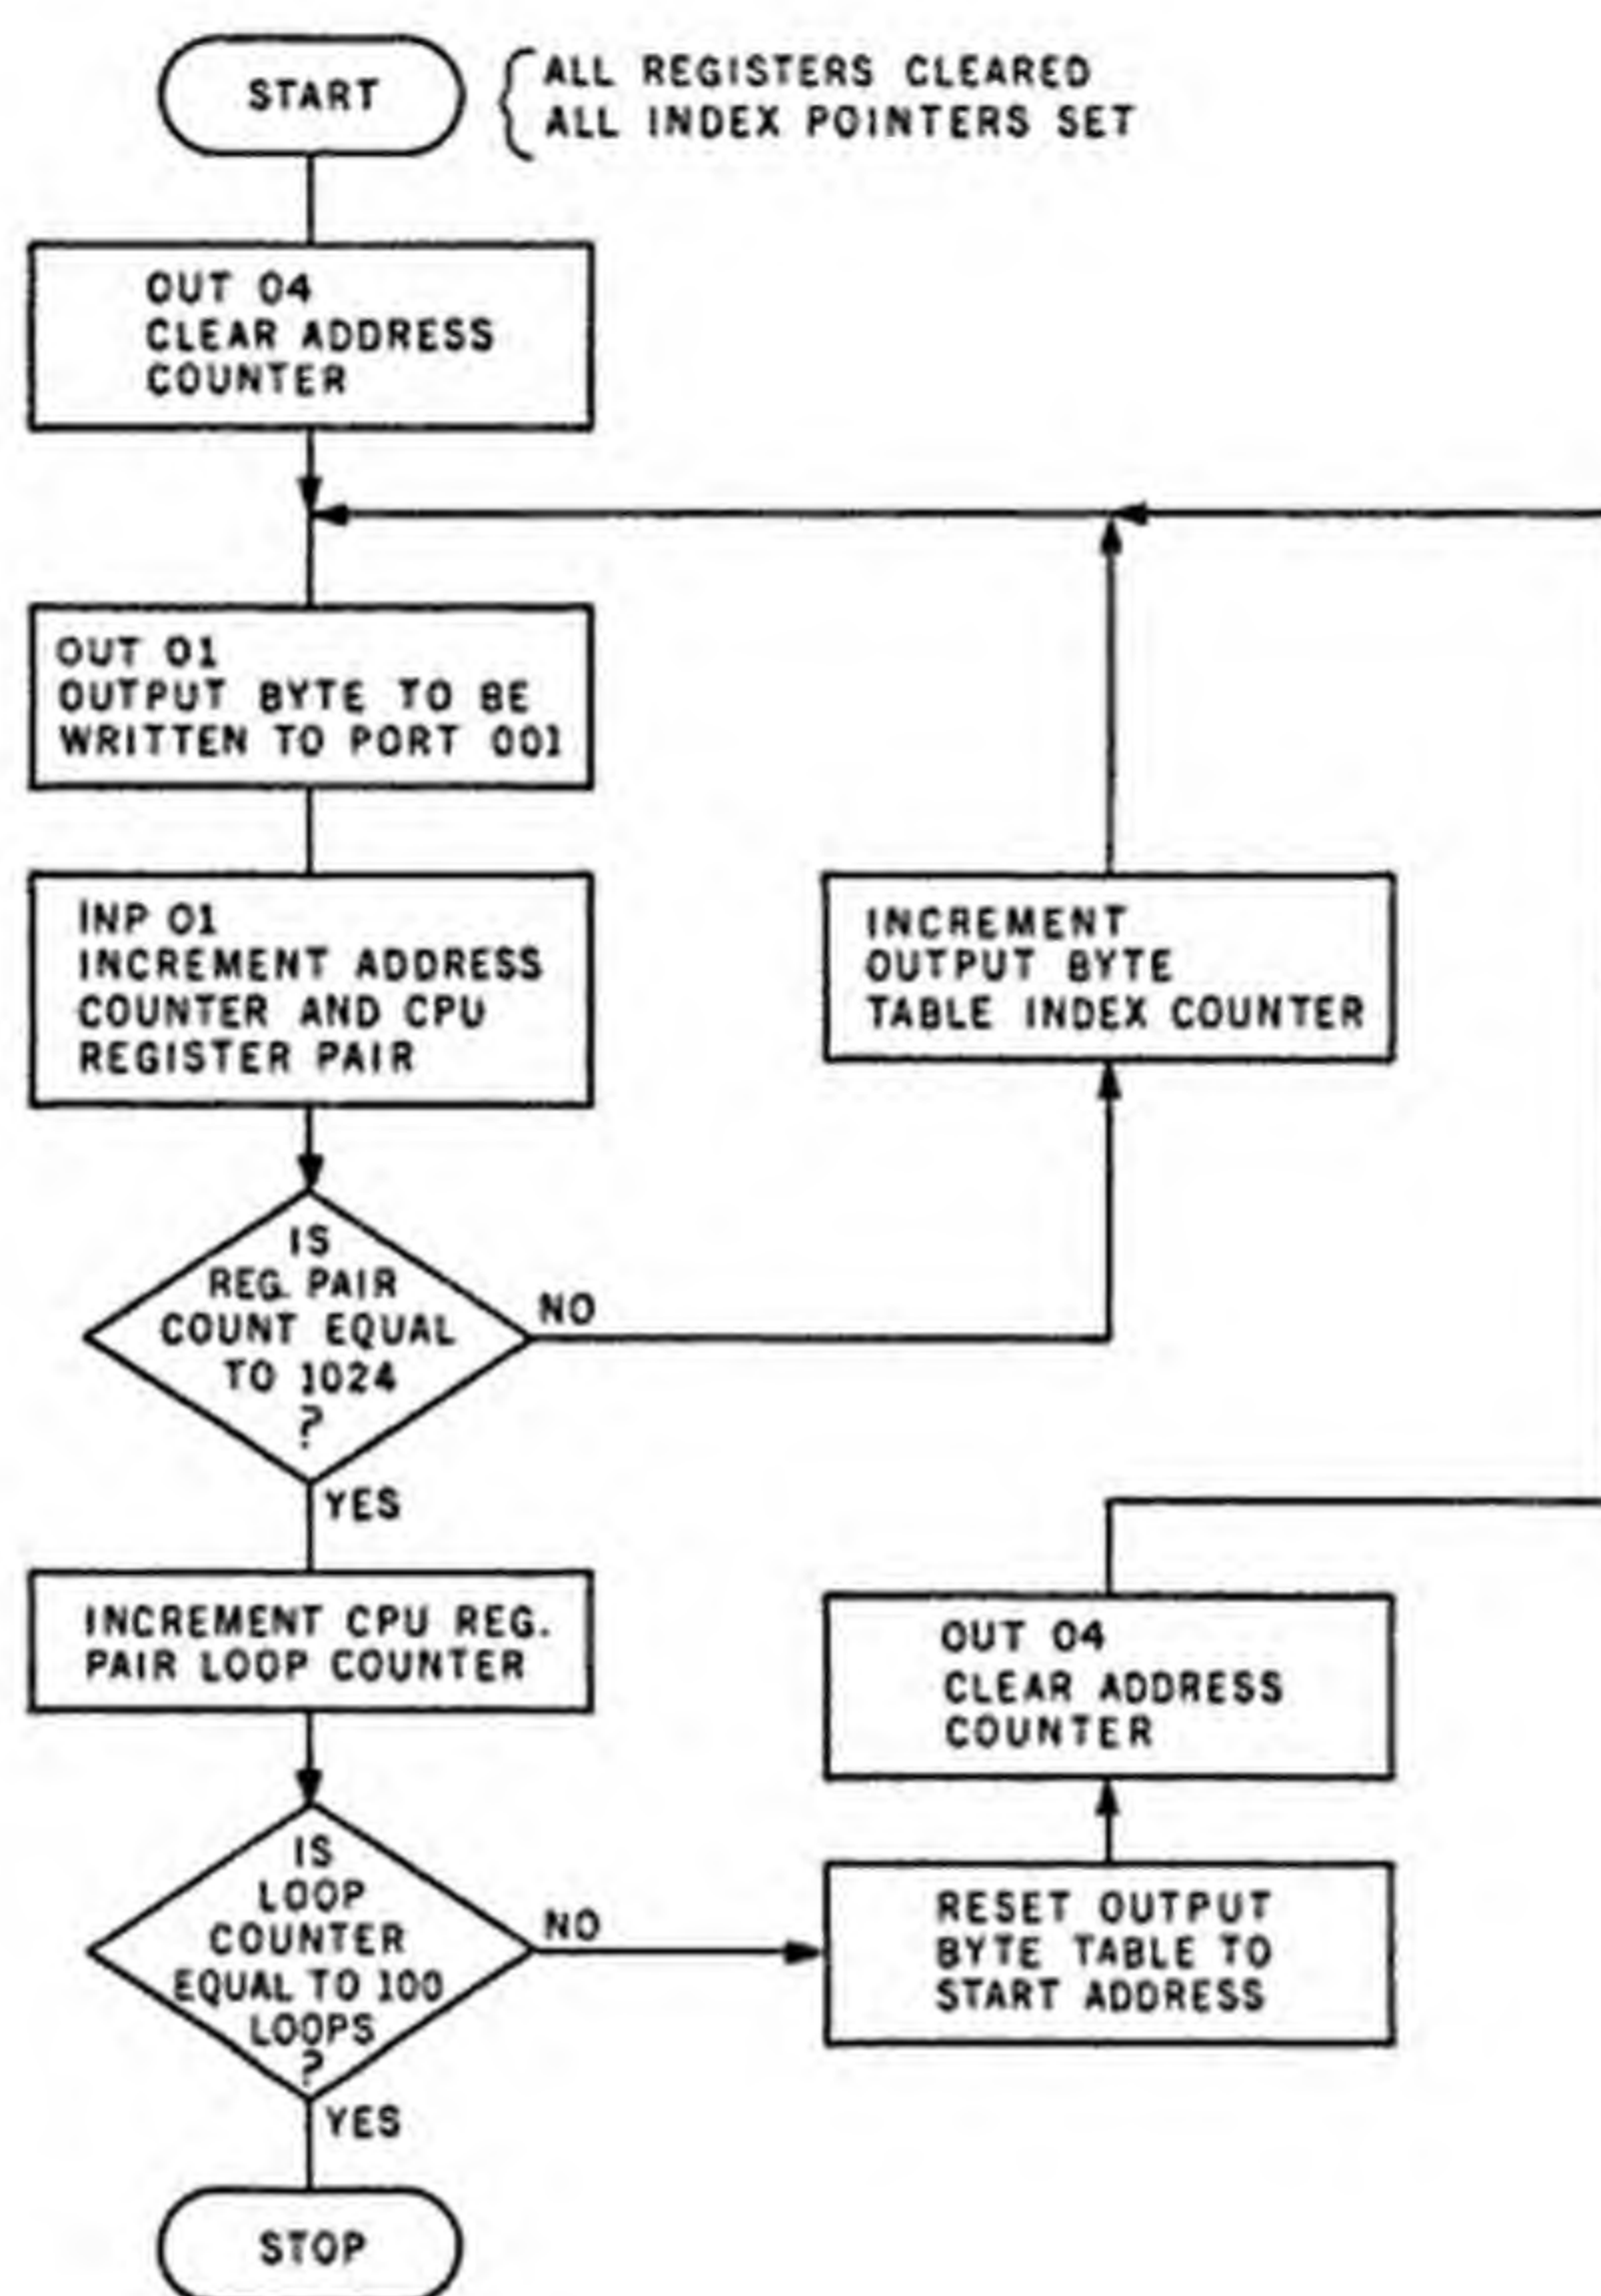 START
ALL REGISTERS CLEARED
ALL INDEX POINTERS SET
OUT 04
CLEAR ADDRESS
COUNTER
OUT 01
OUTPUT BYTE TO BE
WRITTEN TO PORT 001
INP 01
INCREMENT ADDRESS
COUNTER AND CPU
REGISTER PAIR
INCREMENT
OUTPUT BYTE
TABLE INDEX COUNTER
IS
REG. PAIR
COUNT EQUAL
TO 1024
?
NO
YES
INCREMENT CPU REG.
PAIR LOOP COUNTER
OUT 04
CLEAR ADDRESS
COUNTER
IS
LOOP
COUNTER
EQUAL TO 100
LOOPS
?
NO
RESET OUTPUT
BYTE TABLE TO
START ADDRESS
YES
STOP